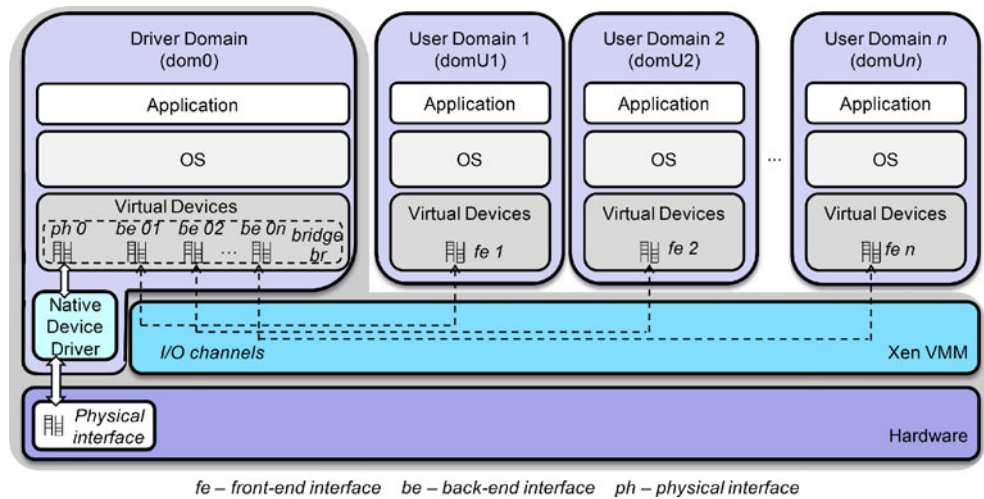 Driver Domain
(dom0)
Application
OS
Virtual Devices
ph 0 be 01 be 02 ... be 0n bridge
br
Native
Device
Driver
User Domain 1
(domU1)
Application
OS
Virtual Devices
fe 1
User Domain 2
(domU2)
Application
OS
Virtual Devices
fe 2
...
User Domain n
(domUn)
Application
OS
Virtual Devices
fe n
I/O channels
Xen VMM
Physical
interface
Hardware
fe – front-end interface be – back-end interface ph – physical interface